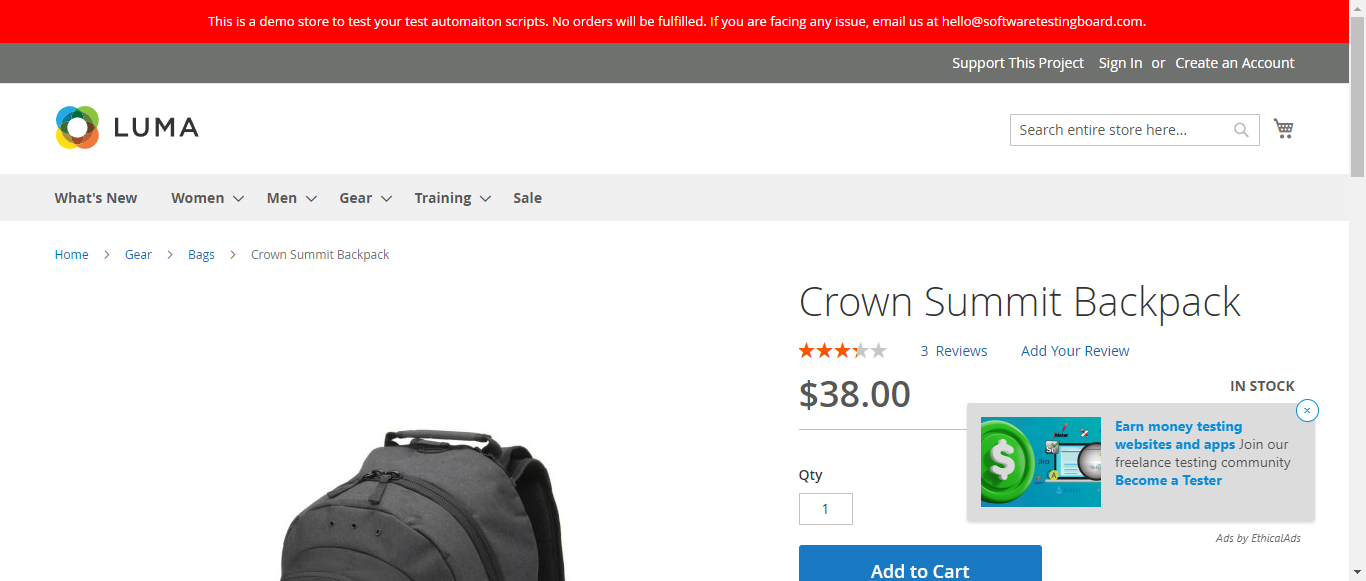 This is a demo store to test your test automaiton scripts. No orders will be fulfilled. If you are facing any issue, email us at hello@softwaretestingboard.com.
Support This Project Sign In or Create an Account
LUMA
Search entire store here...
What's New Women Men Gear Training Sale
Home Gear Bags Crown Summit Backpack
Crown Summit Backpack
3 Reviews Add Your Review
$38.00
IN STOCK
Earn money testing
websites and apps Join our
freelance testing community
Become a Tester
Qty
1
Ads by EthicalAds
Add to Cart